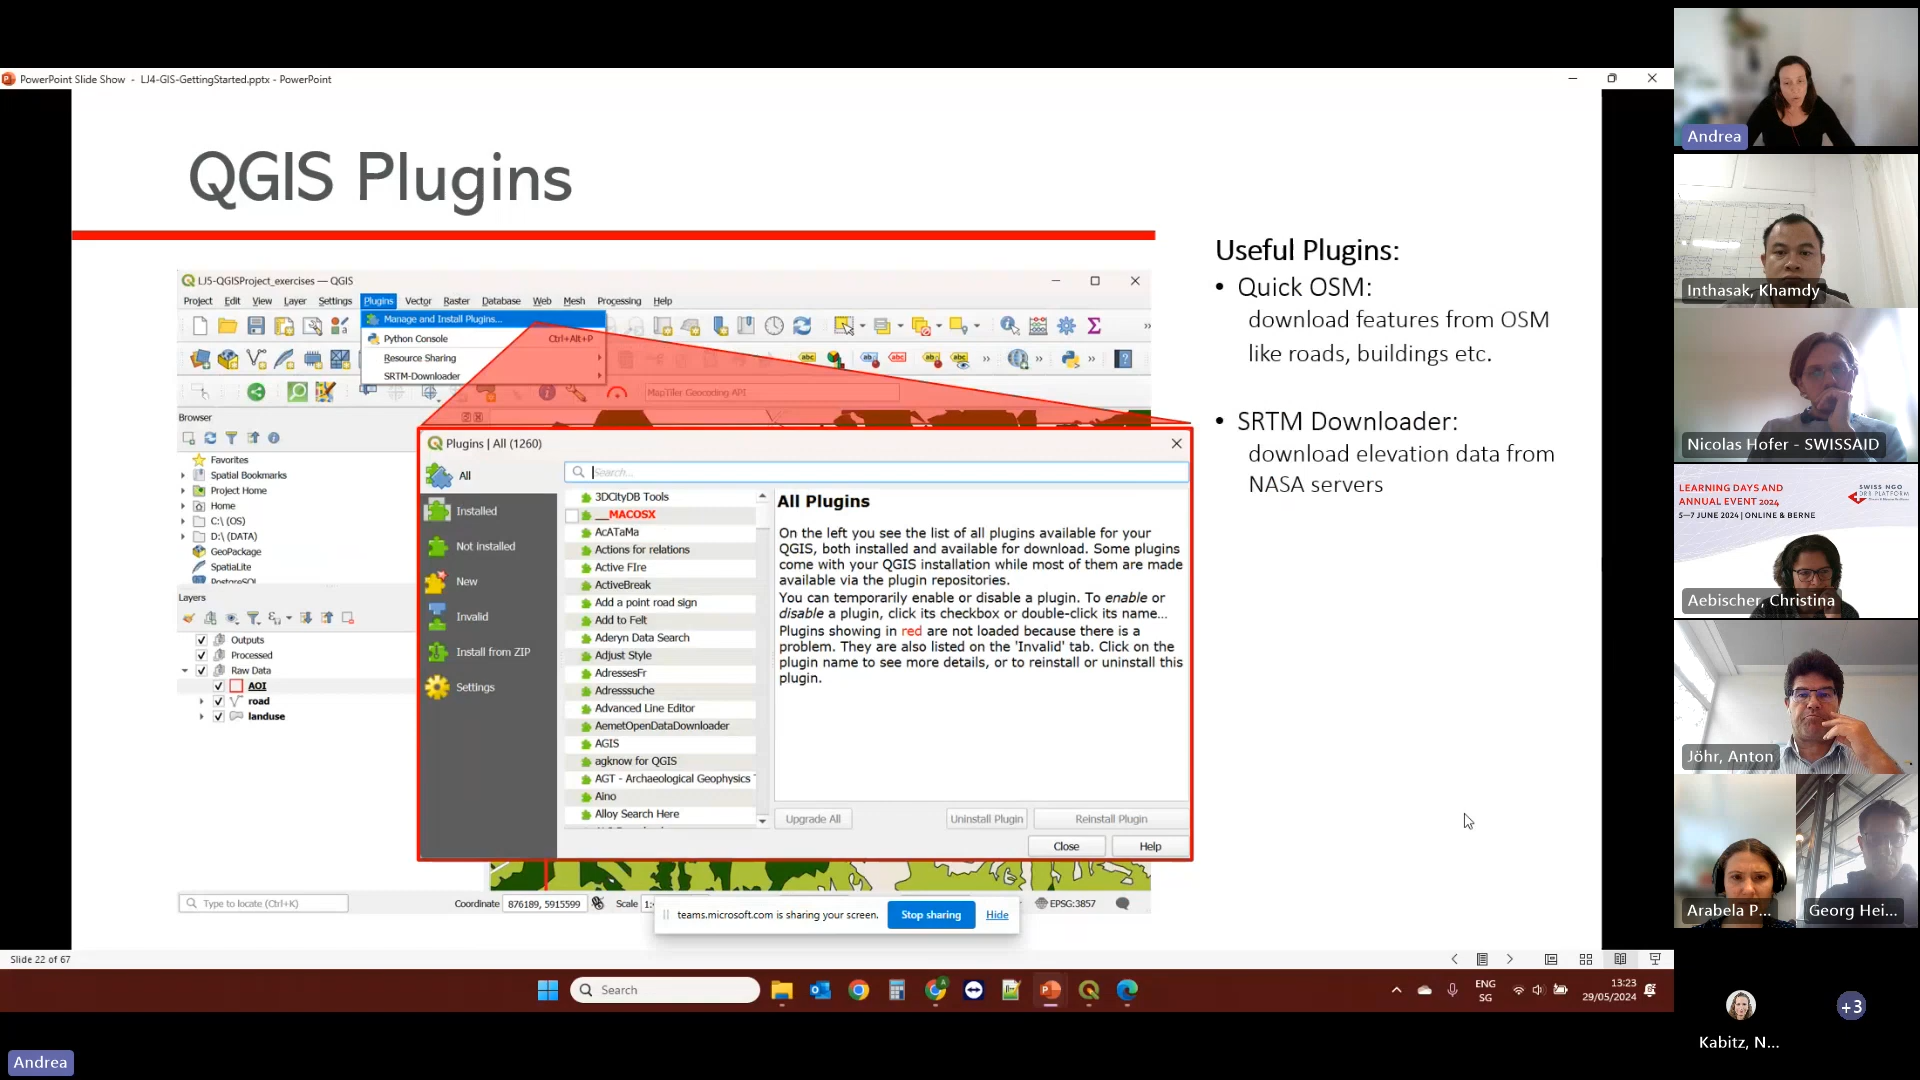 PowerPoint Slide Show - LJ4-GIS-GettingStarted.pptx - PowerPoint
QGIS Plugins
LJ5-QGISProject_exercises — QGIS
Project Edit View Layer Settings Plugins Vector Raster Database Web Mesh Processing Help
Manage and Install Plugins...
Python Console Ctrl+Alt+P
Resource Sharing
SRTM-Downloader
MapTiler Geocoding API
Browser
Favorites
Spatial Bookmarks
Project Home
Home
C:\ (OS)
D:\ (DATA)
GeoPackage
SpatiaLite
PostgreSQL
Layers
Outputs
Processed
Raw Data
AOI
road
landuse
Plugins | All (1260)
All
Installed
Not installed
New
Invalid
Install from ZIP
Settings
Search...
3DCityDB Tools
__MACOSX
AcATaMa
Actions for relations
Active FIre
ActiveBreak
Add a point road sign
Add to Felt
Aderyn Data Search
Adjust Style
AdressesFr
Adresssuche
Advanced Line Editor
AemetOpenDataDownloader
AGIS
agknow for QGIS
AGT - Archaeological Geophysics
Aino
Alloy Search Here
All Plugins
On the left you see the list of all plugins available for your
QGIS, both installed and available for download. Some plugins
come with your QGIS installation while most of them are made
available via the plugin repositories.
You can temporarily enable or disable a plugin. To enable or
disable a plugin, click its checkbox or double-click its name...
Plugins showing in red are not loaded because there is a
problem. They are also listed on the 'Invalid' tab. Click on the
plugin name to see more details, or to reinstall or uninstall this
plugin.
Upgrade All Uninstall Plugin Reinstall Plugin
Close Help
Type to locate (Ctrl+K)
Coordinate 876189, 5915599 Scale 1: EPSG:3857
teams.microsoft.com is sharing your screen. Stop sharing Hide
Useful Plugins:
• Quick OSM:
download features from OSM
like roads, buildings etc.
• SRTM Downloader:
download elevation data from
NASA servers
Slide 22 of 67
Search
ENG
SG
13:23
29/05/2024
Andrea
Andrea
Inthasak, Khamdy
Nicolas Hofer - SWISSAID
LEARNING DAYS AND
ANNUAL EVENT 2024
5—7 JUNE 2024 | ONLINE & BERNE
SWISS NGO
DRR PLATFORM
Aebischer, Christina
Jöhr, Anton
Arabela P...
Georg Hei...
Kabitz, N...
+3